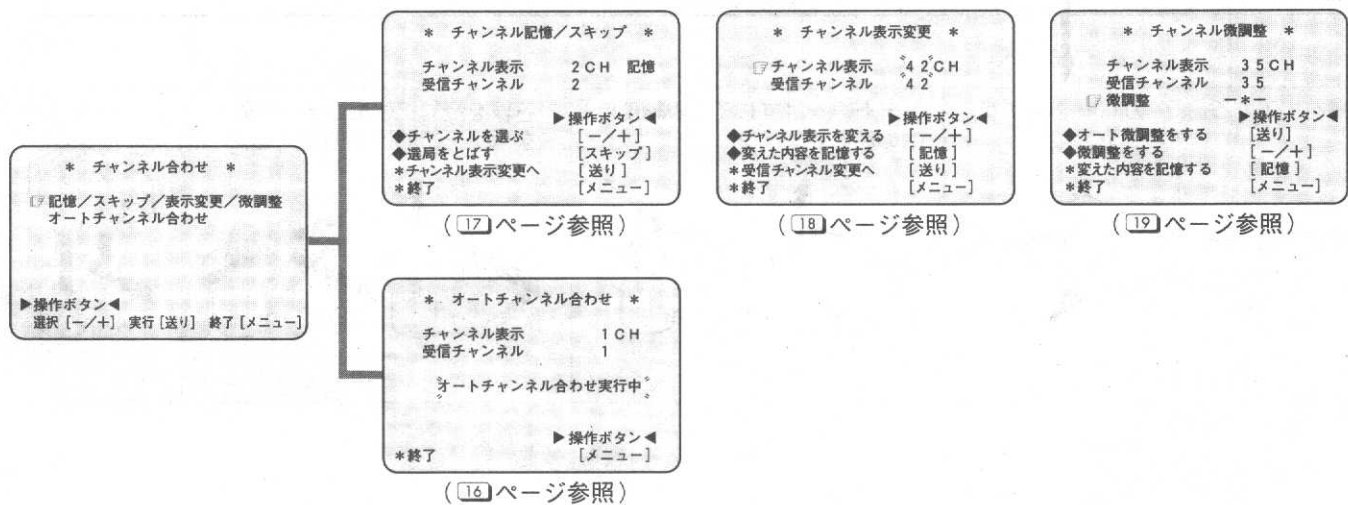 * チャンネル合わせ *
☞記憶/スキップ/表示変更/微調整
オートチャンネル合わせ
▶操作ボタン◀
選択[-/+] 実行[送り] 終了[メニュー]
* チャンネル記憶/スキップ *
チャンネル表示 2CH 記憶
受信チャンネル 2
▶操作ボタン◀
◆チャンネルを選ぶ [-/+]
◆選局をとばす [スキップ]
*チャンネル表示変更へ [送り]
*終了 [メニュー]
(17ページ参照)
* チャンネル表示変更 *
☞チャンネル表示 42CH
受信チャンネル 42
▶操作ボタン◀
◆チャンネル表示を変える [-/+]
◆変えた内容を記憶する [記憶]
*受信チャンネル変更へ [送り]
*終了 [メニュー]
(18ページ参照)
* チャンネル微調整 *
チャンネル表示 35CH
受信チャンネル 35
☞微調整 -*-
▶操作ボタン◀
◆オート微調整をする [送り]
◆微調整をする [-/+]
*変えた内容を記憶する [記憶]
*終了 [メニュー]
(19ページ参照)
* オートチャンネル合わせ *
チャンネル表示 1CH
受信チャンネル 1
オートチャンネル合わせ実行中
▶操作ボタン◀
*終了 [メニュー]
(16ページ参照)